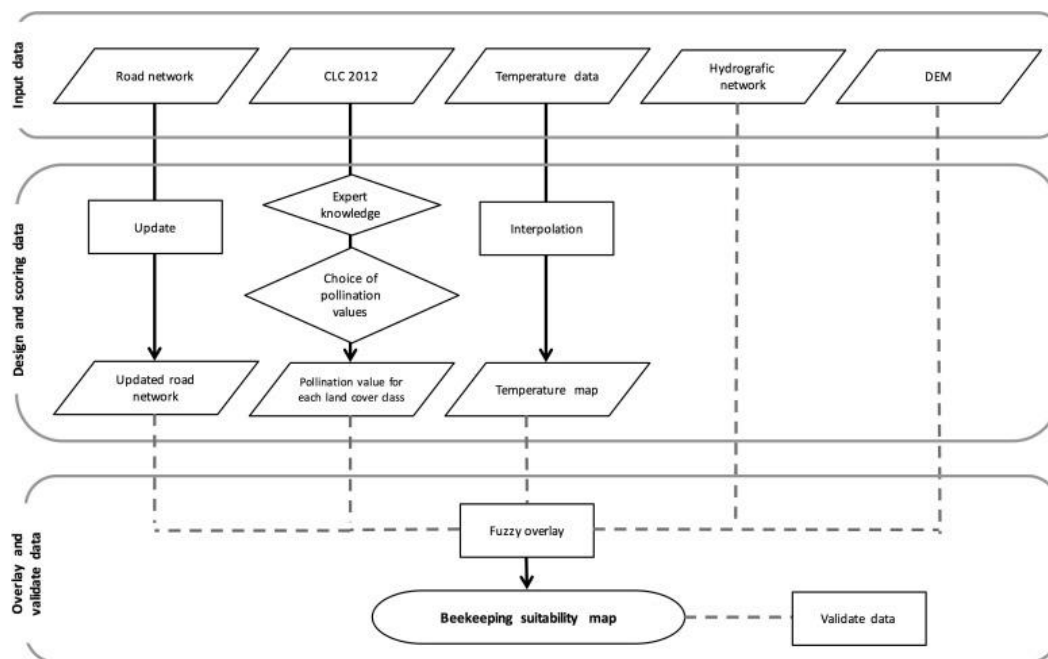 Input data
Road network
CLC 2012
Temperature data
Hydrografic
network
DEM
Design and scoring data
Update
Expert
knowledge
Interpolation
Choice of
pollination
values
Updated road
network
Pollination value for
each land cover class
Temperature map
Overlay and
validate data
Fuzzy overlay
Beekeeping suitability map
Validate data